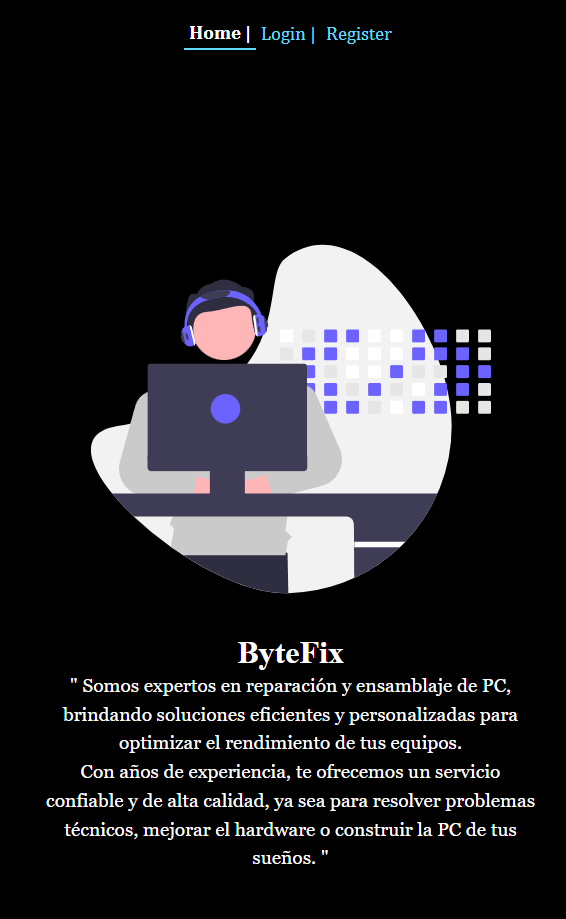 Home | Login | Register
ByteFix
" Somos expertos en reparación y ensamblaje de PC,
brindando soluciones eficientes y personalizadas para
optimizar el rendimiento de tus equipos.
Con años de experiencia, te ofrecemos un servicio
confiable y de alta calidad, ya sea para resolver problemas
técnicos, mejorar el hardware o construir la PC de tus
sueños. "